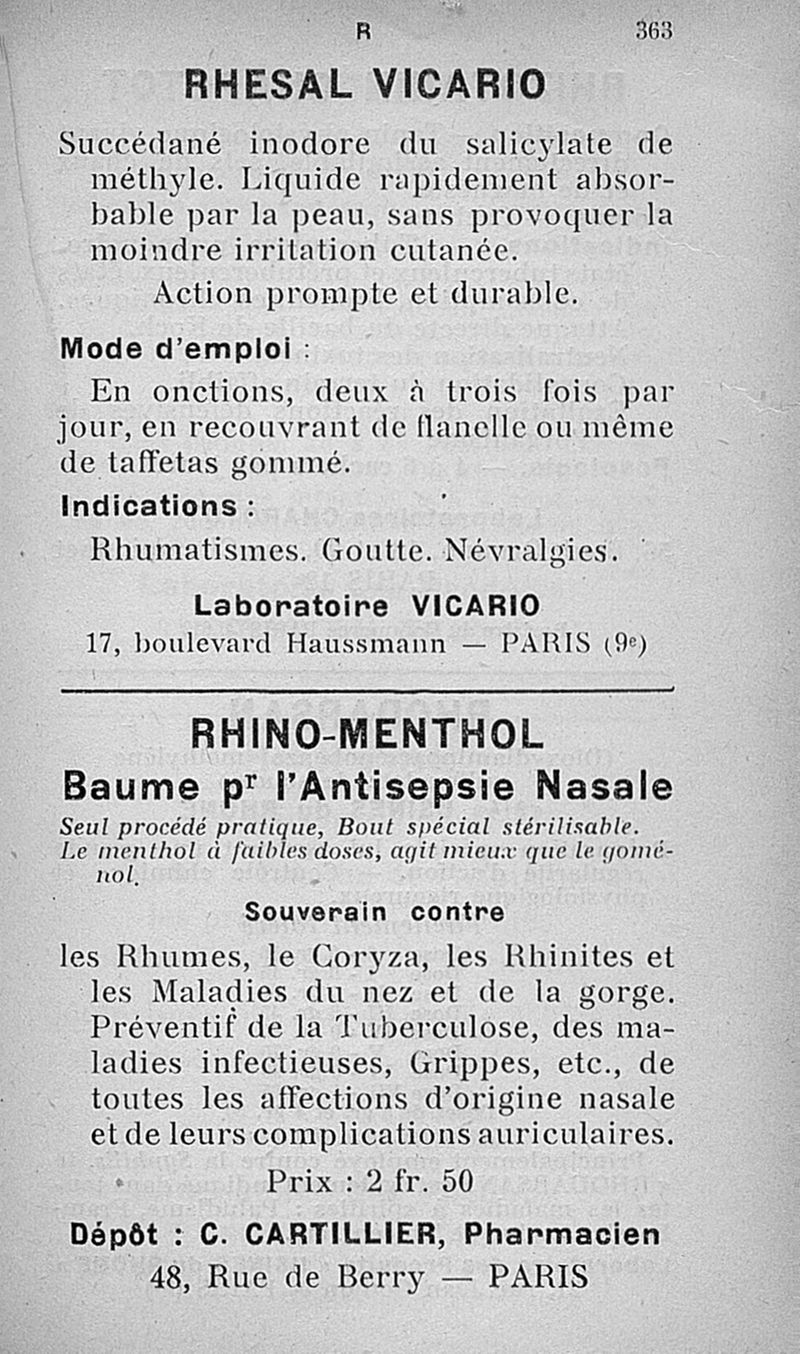 R 363
RHESAL VICARIO
Succédané inodore du salicylate de
méthyle. Liquide rapidement absor-
bable par la peau, sans provoquer la
moindre irritation cutanée.
Action prompte et durable.
Mode d'emploi :
En onctions, deux à trois fois par
jour, en recouvrant de flanelle ou même
de taffetas gommé.
Indications :
Rhumatismes. Goutte. Névralgies.
Laboratoire VICARIO
17, boulevard Haussmann — PARIS (9e)
RHINO-MENTHOL
Baume pr l'Antisepsie Nasale
Seul procédé pratique, Bout spécial stérilisable.
Le menthol à faibles doses, agit mieux que le gomé-
nol.
Souverain contre
les Rhumes, le Coryza, les Rhinites et
les Maladies du nez et de la gorge.
Préventif de la Tuberculose, des ma-
ladies infectieuses, Grippes, etc., de
toutes les affections d'origine nasale
et de leurs complications auriculaires.
Prix : 2 fr. 50
Dépôt : C. CARTILLIER, Pharmacien
48, Rue de Berry — PARIS